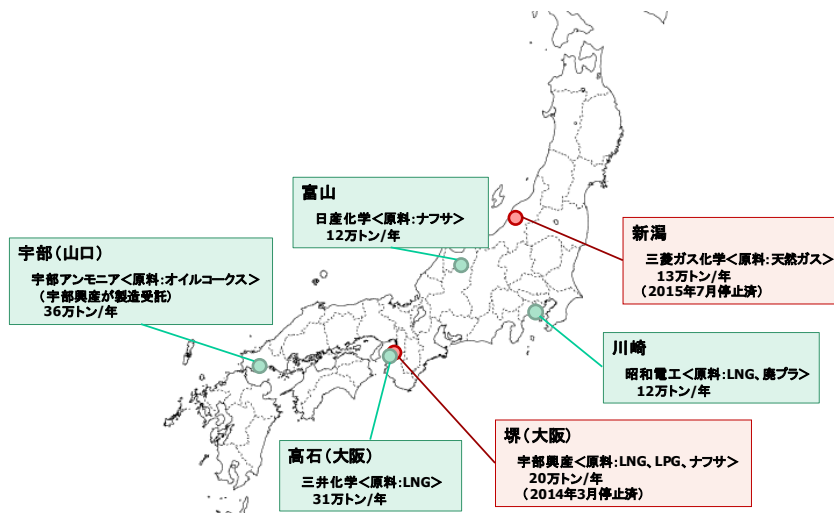 富山
日産化学＜原料:ナフサ＞
12万トン/年
新潟
三菱ガス化学＜原料:天然ガス＞
13万トン/年
（2015年7月停止済）
宇部（山口）
宇部アンモニア＜原料:オイルコークス＞
（宇部興産が製造受託）
36万トン/年
川崎
昭和電工＜原料:LNG、廃プラ＞
12万トン/年
高石（大阪）
三井化学＜原料:LNG＞
31万トン/年
堺（大阪）
宇部興産＜原料:LNG、LPG、ナフサ＞
20万トン/年
（2014年3月停止済）